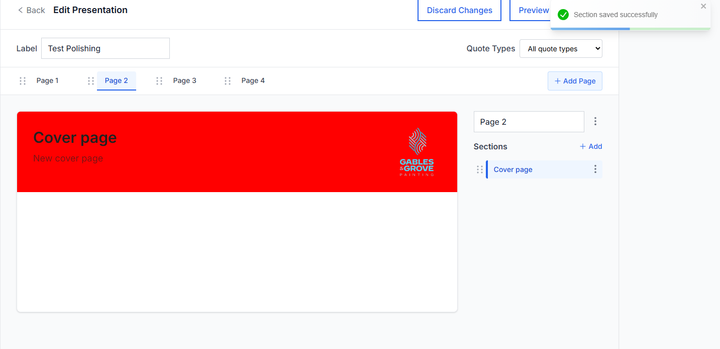 Back
Edit Presentation
Discard Changes
Preview
Section saved successfully
Label
Test Polishing
Quote Types
All quote types
Page 1
Page 2
Page 3
Page 4
+ Add Page
Cover page
New cover page
GABLES
&GROVE
PAINTING
Page 2
Sections
+ Add
Cover page